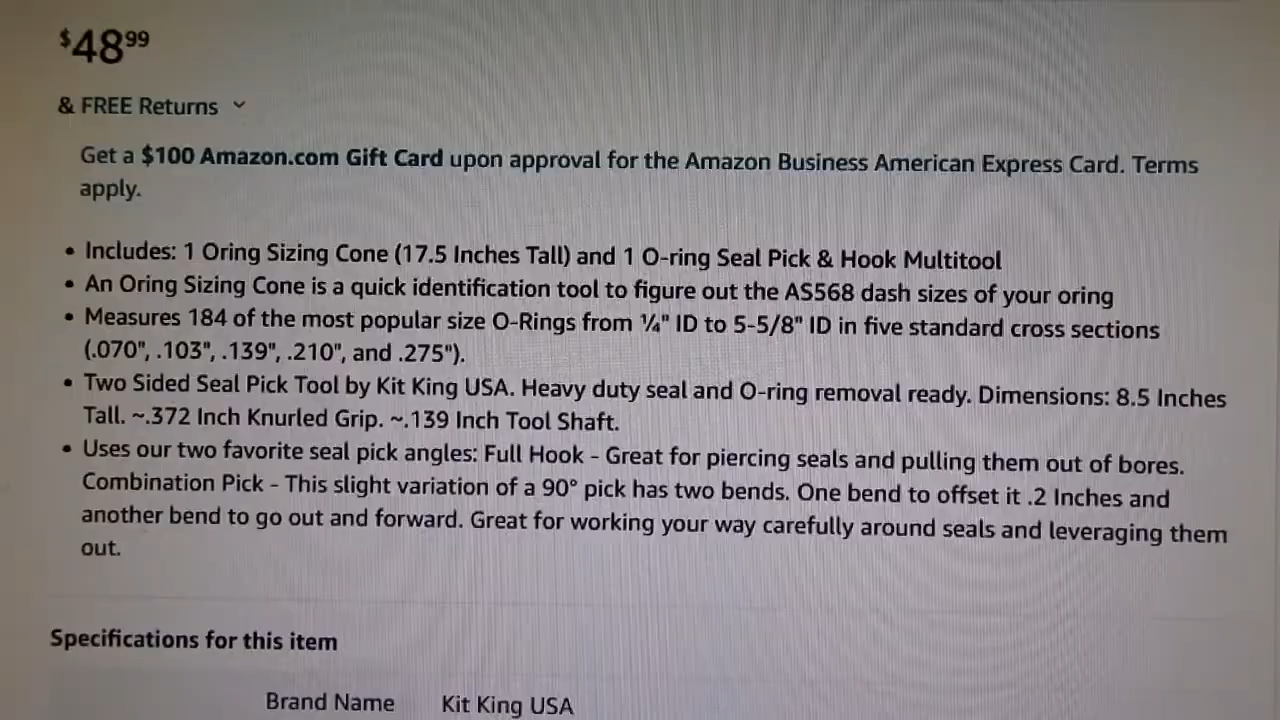 $48.99
& FREE Returns
Get a $100 Amazon.com Gift Card upon approval for the Amazon Business American Express Card. Terms
apply.
• Includes: 1 Oring Sizing Cone (17.5 Inches Tall) and 1 O-ring Seal Pick & Hook Multitool
• An Oring Sizing Cone is a quick identification tool to figure out the AS568 dash sizes of your oring
• Measures 184 of the most popular size O-Rings from ¼" ID to 5-5/8" ID in five standard cross sections
(.070", .103", .139", .210", and .275").
• Two Sided Seal Pick Tool by Kit King USA. Heavy duty seal and O-ring removal ready. Dimensions: 8.5 Inches
Tall. ~.372 Inch Knurled Grip. ~.139 Inch Tool Shaft.
• Uses our two favorite seal pick angles: Full Hook - Great for piercing seals and pulling them out of bores.
Combination Pick - This slight variation of a 90° pick has two bends. One bend to offset it .2 Inches and
another bend to go out and forward. Great for working your way carefully around seals and leveraging them
out.
Specifications for this item
Brand Name Kit King USA